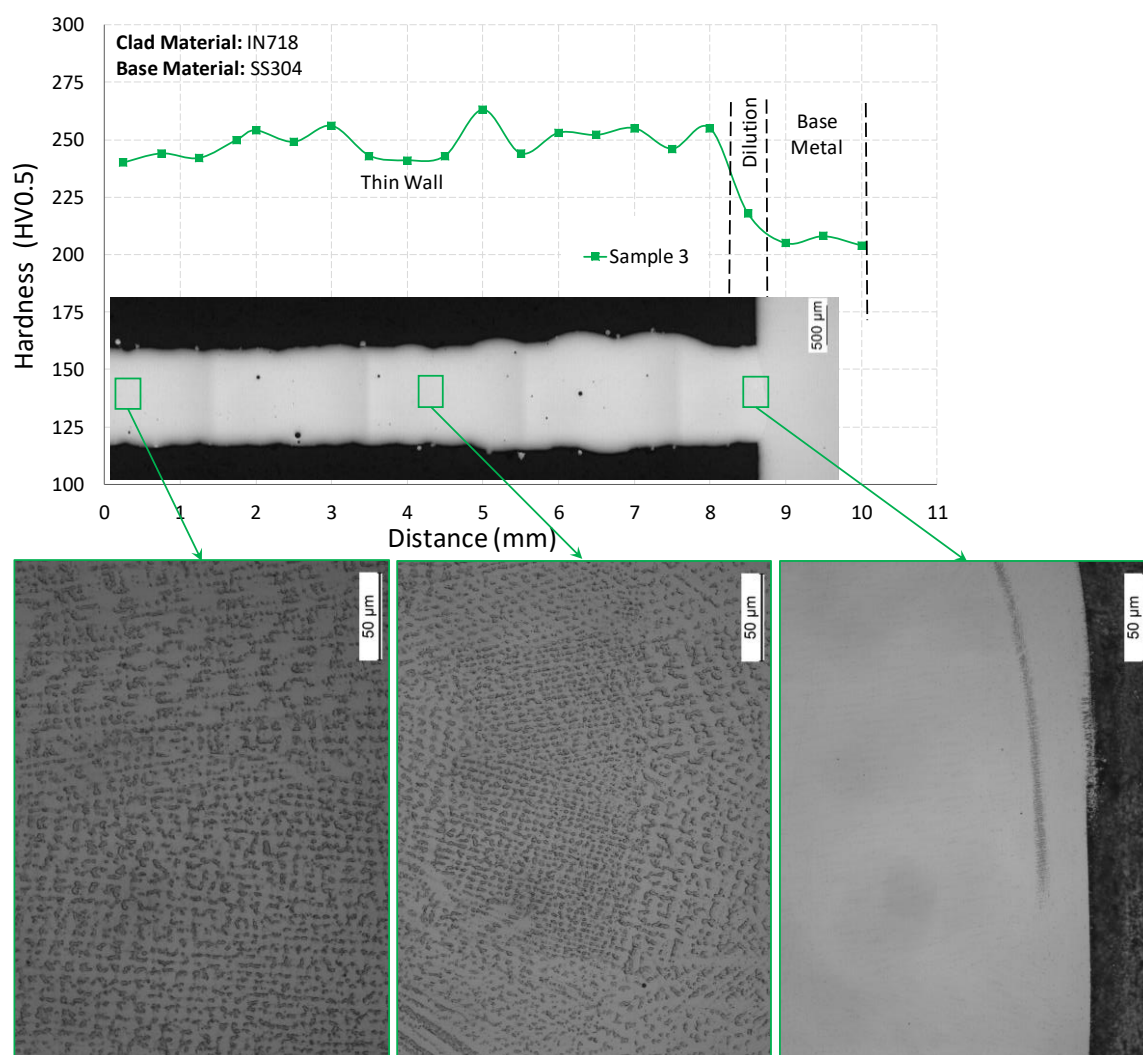 300
Clad Material: IN718
Base Material: SS304
275
250
225
200
175
150
125
100
Hardness (HV0.5)
Thin Wall
Dilution
Base
Metal
Sample 3
500 µm
0 1 2 3 4 5 6 7 8 9 10 11
Distance (mm)
50 µm
50 µm
50 µm